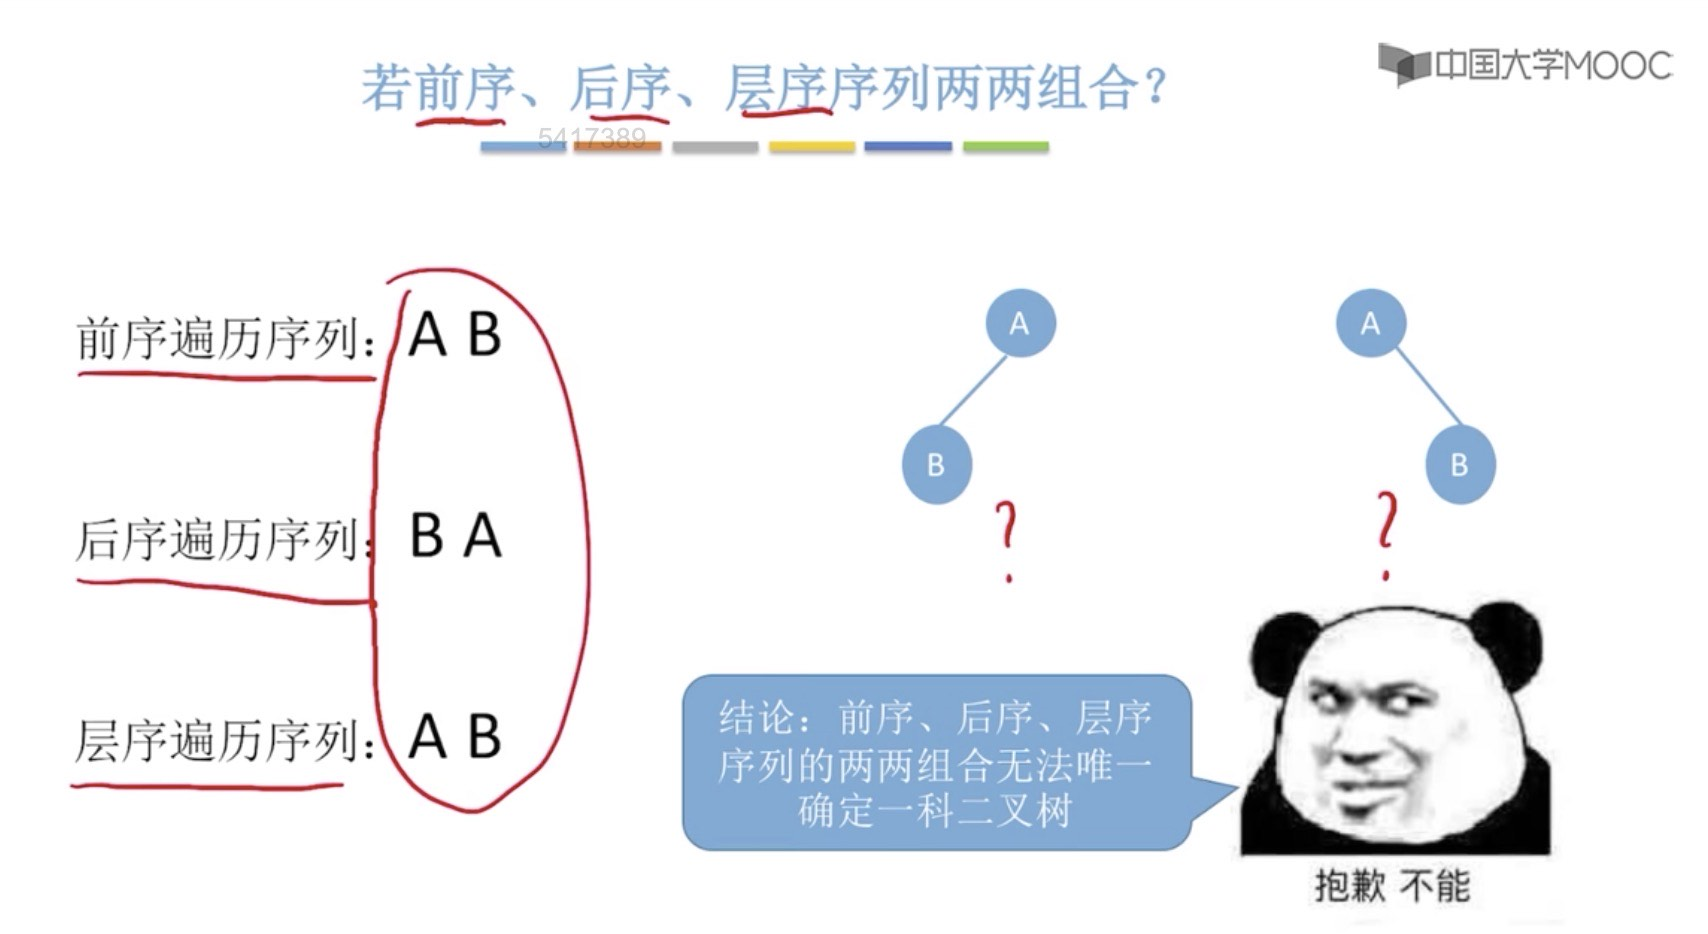 若前序、后序、层序序列两两组合？
中国大学MOOC
5417389
前序遍历序列：A B
后序遍历序列：B A
层序遍历序列：A B
A
B
?
A
B
?
结论：前序、后序、层序
序列的两两组合无法唯一
确定一科二叉树
抱歉 不能